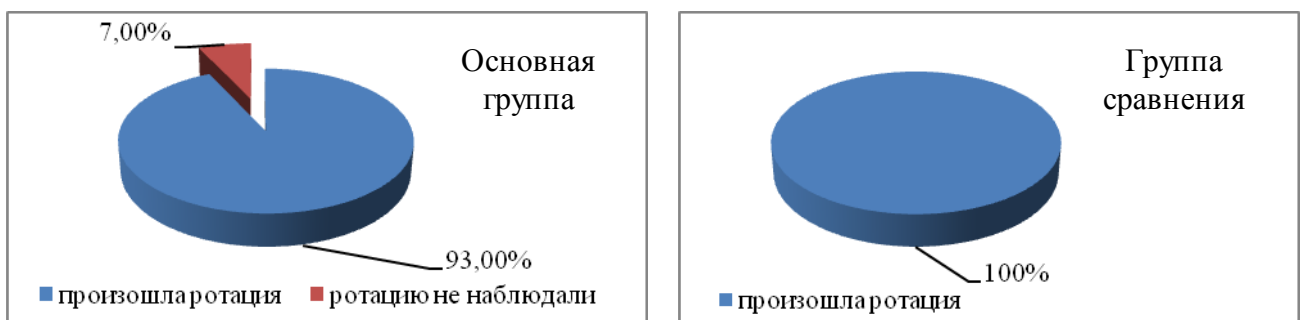 7,00%
Основная
группа
93,00%
произошла ротация ротацию не наблюдали
Группа
сравнения
100%
произошла ротация